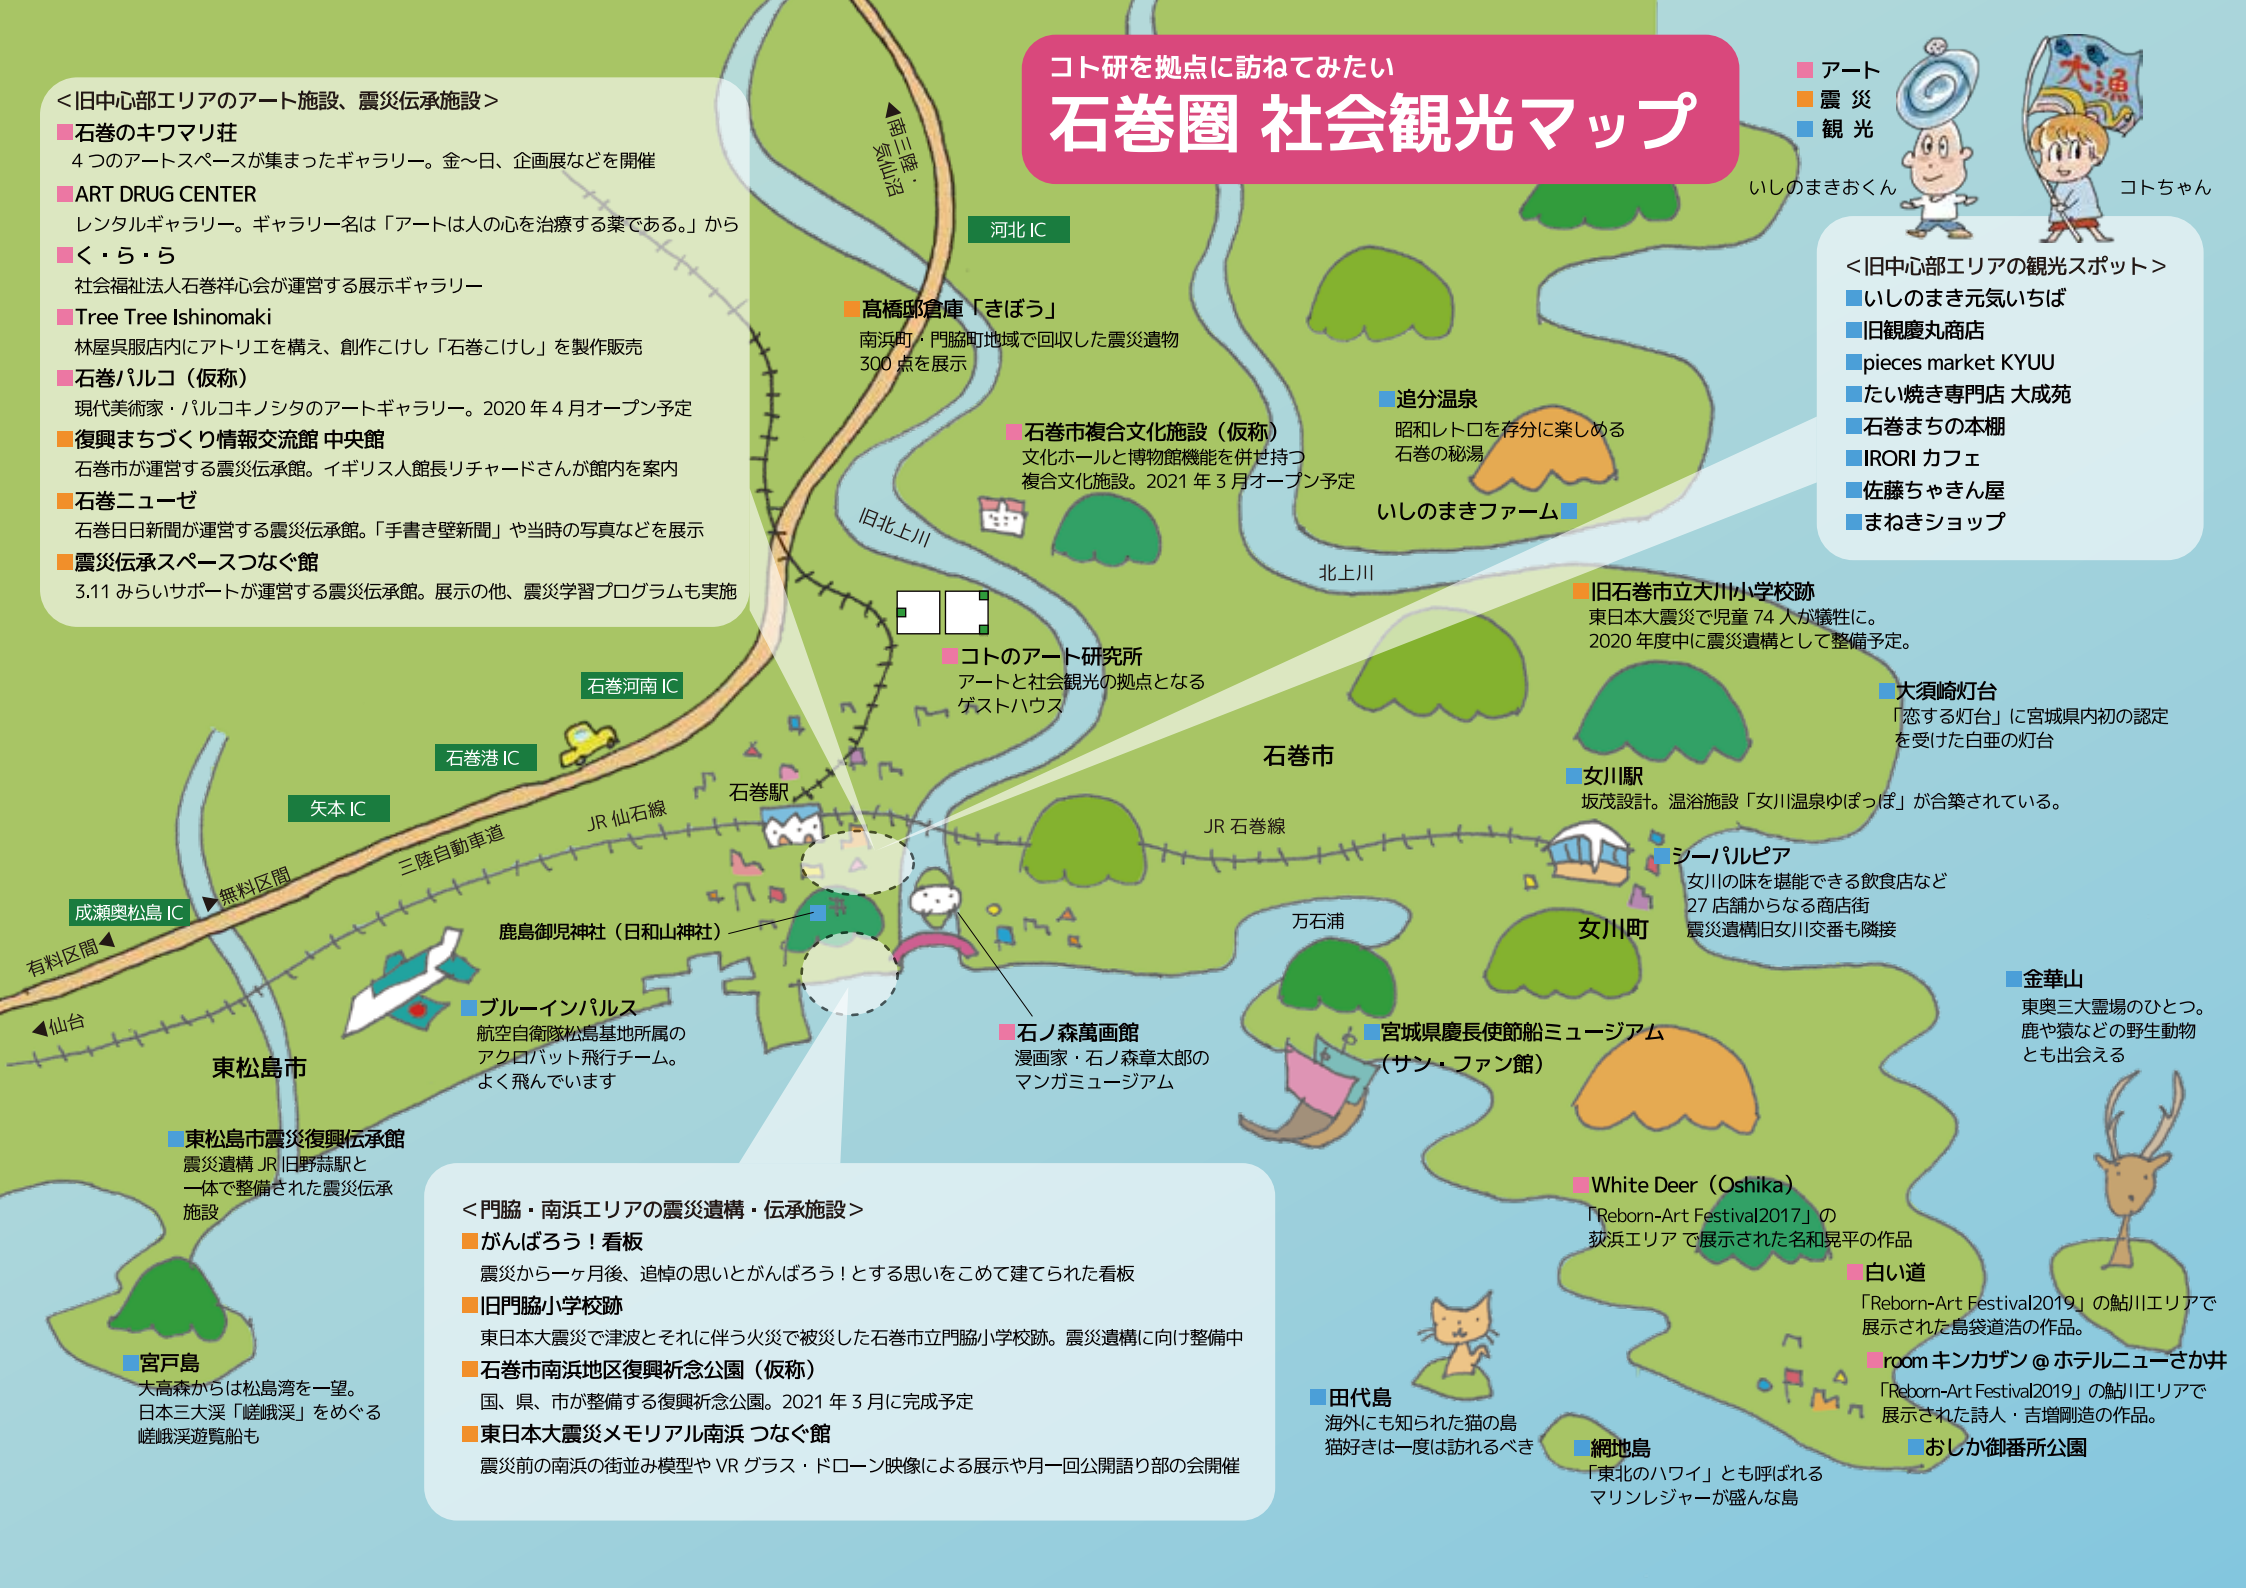 コト研を拠点に訪ねてみたい
石巻圏 社会観光マップ
■アート
■震 災
■観 光
大漁
いしのまきおくん
コトちゃん
＜旧中心部エリアのアート施設、震災伝承施設＞
■石巻のキワマリ荘
4 つのアートスペースが集まったギャラリー。金〜日、企画展などを開催
■ART DRUG CENTER
レンタルギャラリー。ギャラリー名は「アートは人の心を治療する薬である。」から
■く・ら・ら
社会福祉法人石巻祥心会が運営する展示ギャラリー
■Tree Tree Ishinomaki
林屋呉服店内にアトリエを構え、創作こけし「石巻こけし」を製作販売
■石巻パルコ（仮称）
現代美術家・パルコキノシタのアートギャラリー。2020 年 4 月オープン予定
■復興まちづくり情報交流館 中央館
石巻市が運営する震災伝承館。イギリス人館長リチャードさんが館内を案内
■石巻ニューゼ
石巻日日新聞が運営する震災伝承館。「手書き壁新聞」や当時の写真などを展示
■震災伝承スペースつなぐ館
3.11 みらいサポートが運営する震災伝承館。展示の他、震災学習プログラムも実施
▲南三陸・
気仙沼
河北 IC
■髙橋邸倉庫「きぼう」
南浜町・門脇町地域で回収した震災遺物
300 点を展示
＜旧中心部エリアの観光スポット＞
■いしのまき元気いちば
■旧観慶丸商店
■pieces market KYUU
■たい焼き専門店 大成苑
■石巻まちの本棚
■IRORI カフェ
■佐藤ちゃきん屋
■まねきショップ
■石巻市複合文化施設（仮称）
文化ホールと博物館機能を併せ持つ
複合文化施設。2021 年 3 月オープン予定
■追分温泉
昭和レトロを存分に楽しめる
石巻の秘湯
いしのまきファーム■
旧北上川
北上川
■旧石巻市立大川小学校跡
東日本大震災で児童 74 人が犠牲に。
2020 年度中に震災遺構として整備予定。
■コトのアート研究所
アートと社会観光の拠点となる
ゲストハウス
石巻河南 IC
石巻港 IC
矢本 IC
成瀬奥松島 IC
■大須崎灯台
「恋する灯台」に宮城県内初の認定
を受けた白亜の灯台
石巻市
■女川駅
坂茂設計。温浴施設「女川温泉ゆぽっぽ」が合築されている。
石巻駅
JR 仙石線
三陸自動車道
JR 石巻線
▶無料区間
有料区間◀
◀仙台
■シーパルピア
女川の味を堪能できる飲食店など
27 店舗からなる商店街
震災遺構旧女川交番も隣接
女川町
万石浦
鹿島御児神社（日和山神社）
■ブルーインパルス
航空自衛隊松島基地所属の
アクロバット飛行チーム。
よく飛んでいます
■石ノ森萬画館
漫画家・石ノ森章太郎の
マンガミュージアム
■宮城県慶長使節船ミュージアム
（サン・ファン館）
■金華山
東奥三大霊場のひとつ。
鹿や猿などの野生動物
とも出会える
東松島市
■東松島市震災復興伝承館
震災遺構 JR 旧野蒜駅と
一体で整備された震災伝承
施設
＜門脇・南浜エリアの震災遺構・伝承施設＞
■がんばろう！看板
震災から一ヶ月後、追悼の思いとがんばろう！とする思いをこめて建てられた看板
■旧門脇小学校跡
東日本大震災で津波とそれに伴う火災で被災した石巻市立門脇小学校跡。震災遺構に向け整備中
■石巻市南浜地区復興祈念公園（仮称）
国、県、市が整備する復興祈念公園。2021 年 3 月に完成予定
■東日本大震災メモリアル南浜 つなぐ館
震災前の南浜の街並み模型や VR グラス・ドローン映像による展示や月一回公開語り部の会開催
■White Deer（Oshika）
「Reborn-Art Festival2017」の
荻浜エリア で展示された名和晃平の作品
■白い道
「Reborn-Art Festival2019」の鮎川エリアで
展示された島袋道浩の作品。
■room キンカザン @ ホテルニューさか井
「Reborn-Art Festival2019」の鮎川エリアで
展示された詩人・吉増剛造の作品。
■おしか御番所公園
■宮戸島
大高森からは松島湾を一望。
日本三大渓「嵯峨渓」をめぐる
嵯峨渓遊覧船も
■田代島
海外にも知られた猫の島
猫好きは一度は訪れるべき
■網地島
「東北のハワイ」とも呼ばれる
マリンレジャーが盛んな島